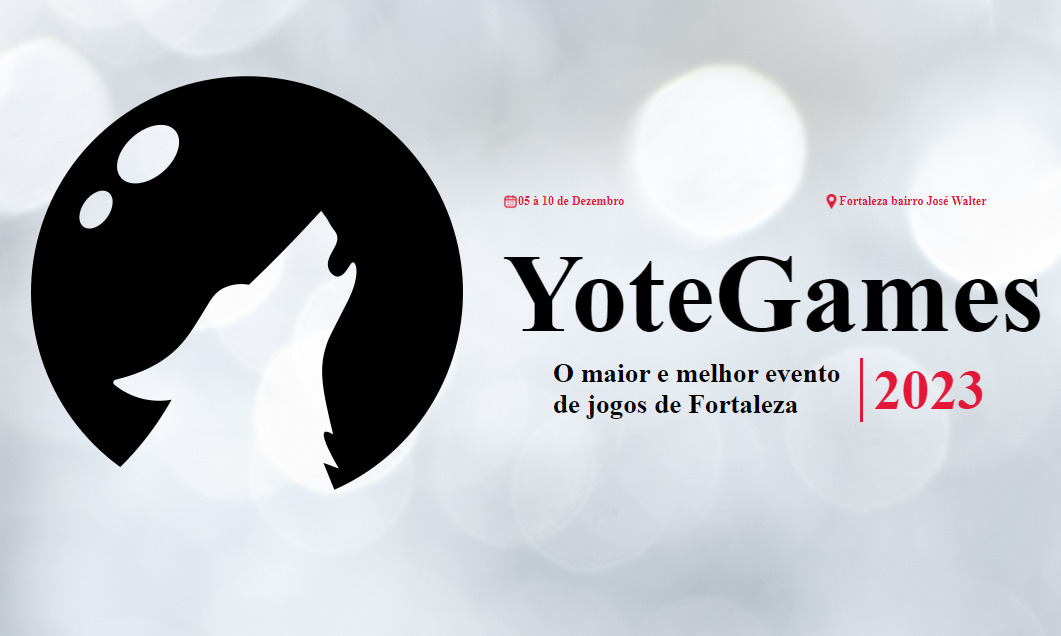 05 à 10 de Dezembro
Fortaleza bairro José Walter
YoteGames
O maior e melhor evento
de jogos de Fortaleza
2023